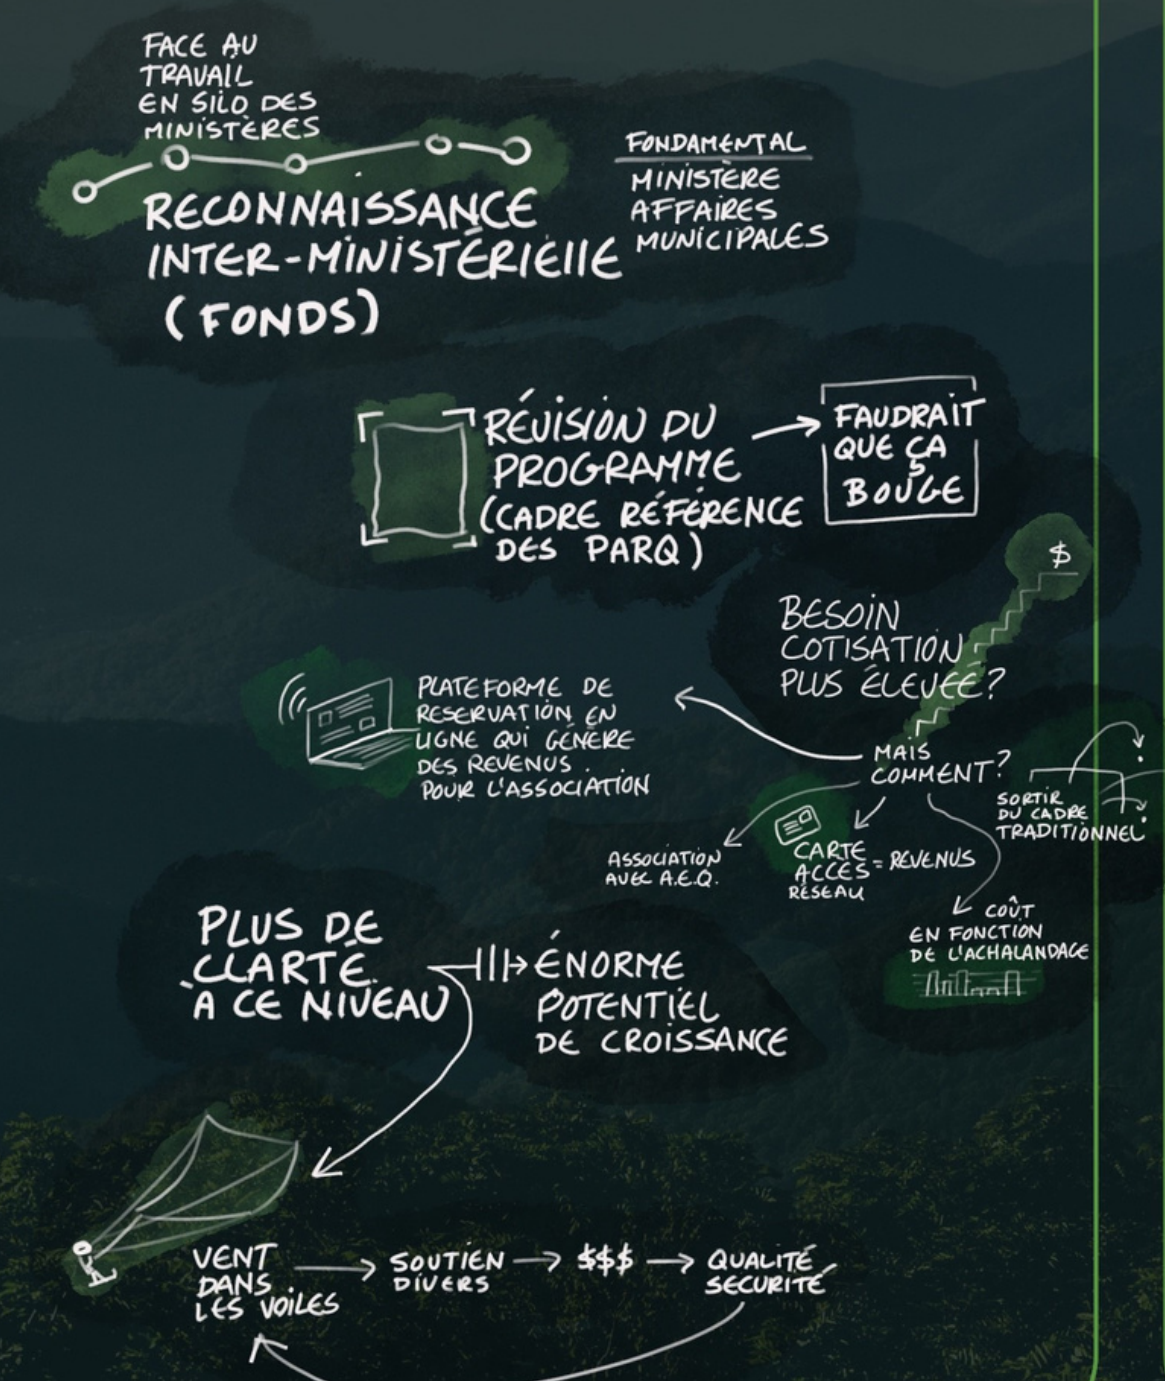 FACE AU
TRAVAIL
EN SILO DES
MINISTÈRES
RECONNAISSANCE
INTER-MINISTÉRIELLE
(FONDS)
FONDAMENTAL
MINISTÈRE
AFFAIRES
MUNICIPALES
RÉVISION DU
PROGRAMME
(CADRE RÉFÉRENCE
DES PARQ)
FAUDRAIT
QUE ÇA
BOUGE
$
BESOIN
COTISATION
PLUS ÉLEVÉE?
MAIS
COMMENT?
PLATEFORME DE
RESERVATION EN
LIGNE QUI GÉNÈRE
DES REVENUS
POUR L'ASSOCIATION
SORTIR
DU CADRE
TRADITIONNEL
ASSOCIATION
AVEC A.E.Q.
CARTE
ACCÈS = REVENUS
RÉSEAU
COÛT
EN FONCTION
DE L'ACHALANDAGE
PLUS DE
CLARTÉ
À CE NIVEAU
ÉNORME
POTENTIEL
DE CROISSANCE
VENT
DANS
LES VOILES
SOUTIEN
DIVERS
$$$
QUALITÉ
SÉCURITÉ